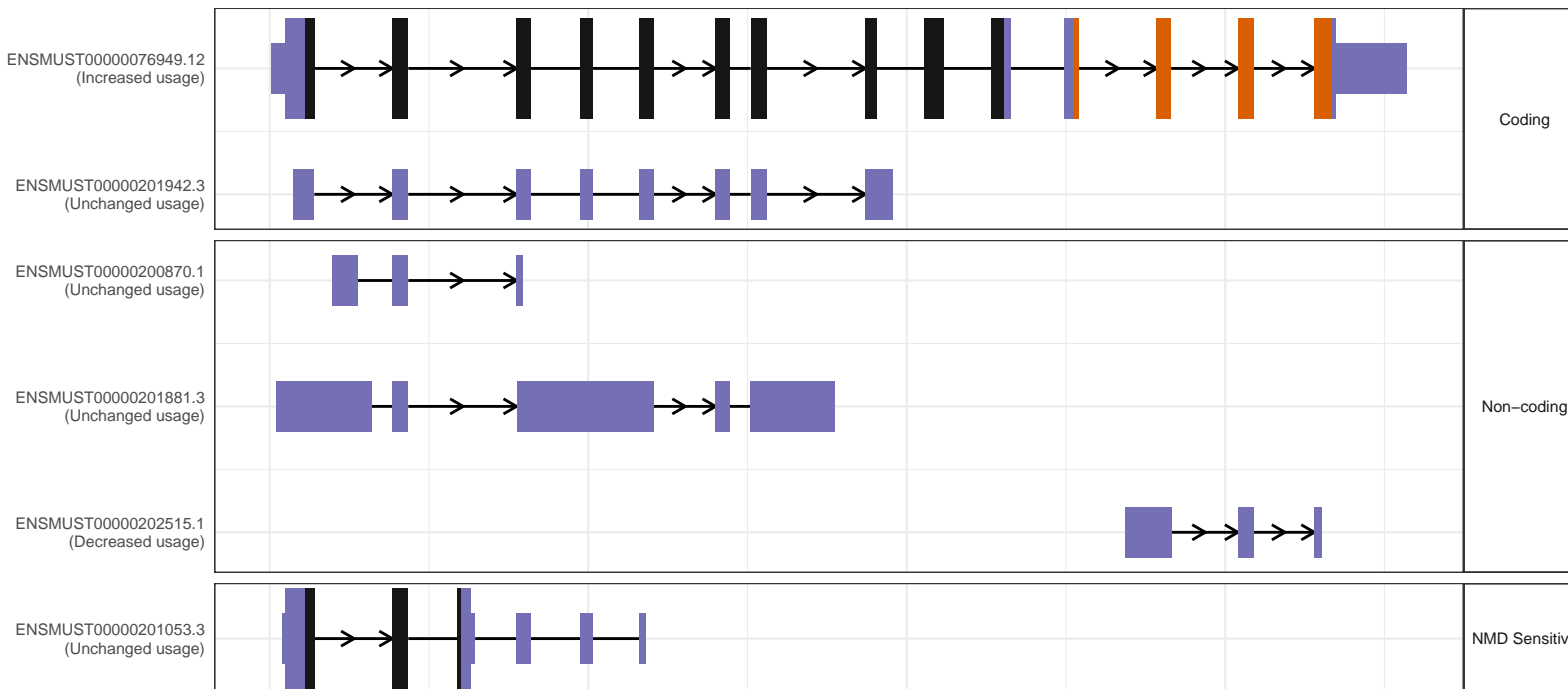 ENSMUST00000076949.12
(Increased usage)
Coding
ENSMUST00000201942.3
(Unchanged usage)
ENSMUST00000200870.1
(Unchanged usage)
ENSMUST00000201881.3
(Unchanged usage)
Non−coding
ENSMUST00000202515.1
(Decreased usage)
ENSMUST00000201053.3
(Unchanged usage)
NMD Sensitiv